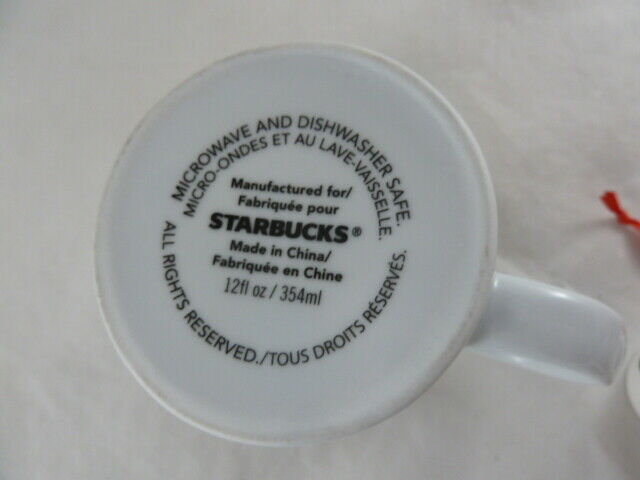 MICROWAVE AND DISHWASHER SAFE.
MICRO-ONDES ET AU LAVE-VAISSELLE.
Manufactured for/
Fabriquée pour
STARBUCKS®
Made in China/
Fabriquée en Chine
12fl oz / 354ml
ALL RIGHTS RESERVED./TOUS DROITS RÉSERVÉS.